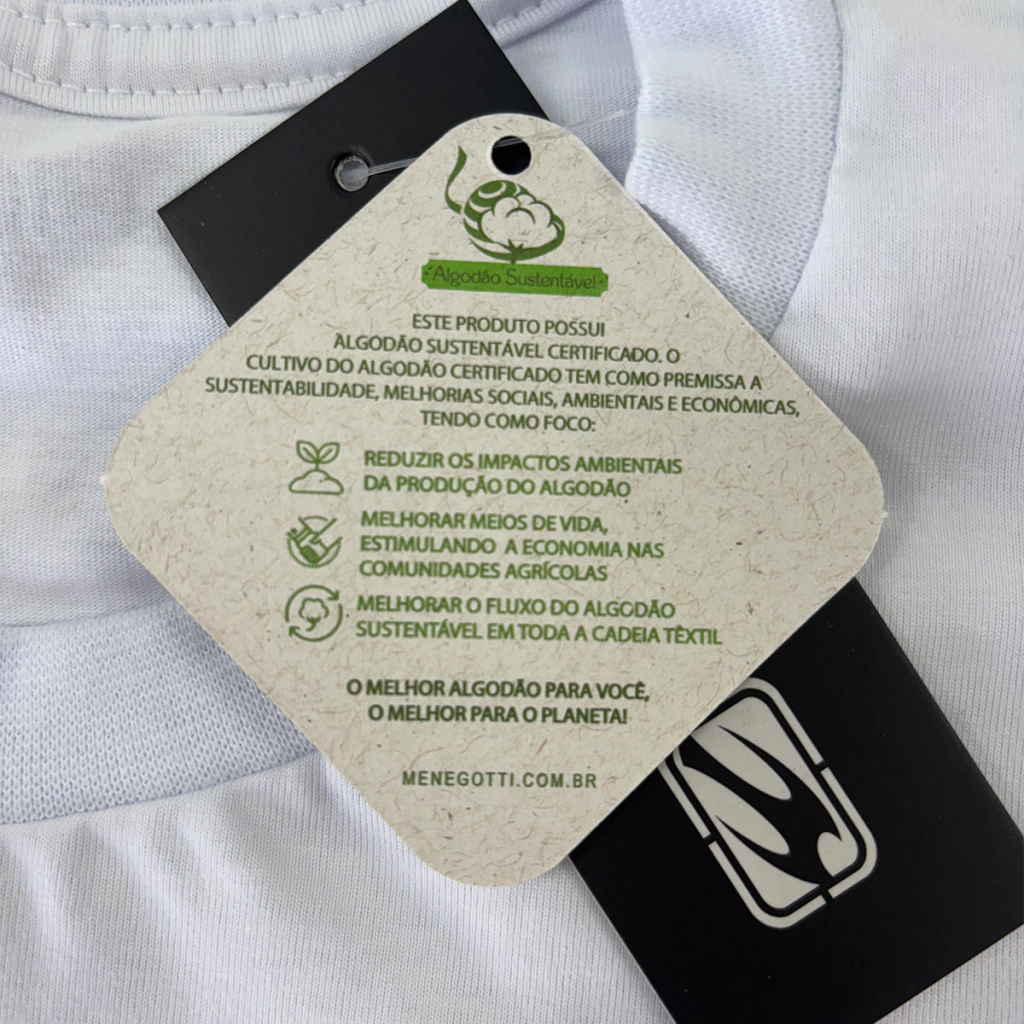 Algodão Sustentável
ESTE PRODUTO POSSUI
ALGODÃO SUSTENTÁVEL CERTIFICADO. O
CULTIVO DO ALGODÃO CERTIFICADO TEM COMO PREMISSA A
SUSTENTABILIDADE, MELHORIAS SOCIAIS, AMBIENTAIS E ECONÔMICAS,
TENDO COMO FOCO:
REDUZIR OS IMPACTOS AMBIENTAIS
DA PRODUÇÃO DO ALGODÃO
MELHORAR MEIOS DE VIDA,
ESTIMULANDO A ECONOMIA NAS
COMUNIDADES AGRÍCOLAS
MELHORAR O FLUXO DO ALGODÃO
SUSTENTÁVEL EM TODA A CADEIA TÊXTIL
O MELHOR ALGODÃO PARA VOCÊ,
O MELHOR PARA O PLANETA!
MENEGOTTI.COM.BR